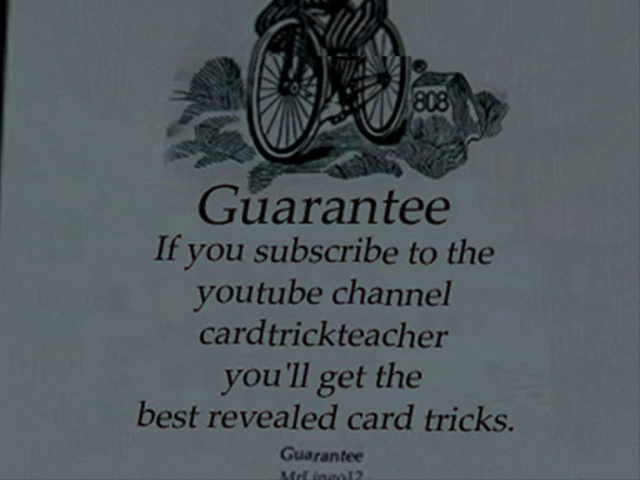 808
Guarantee
If you subscribe to the
youtube channel
cardtrickteacher
you'll get the
best revealed card tricks.
Guarantee